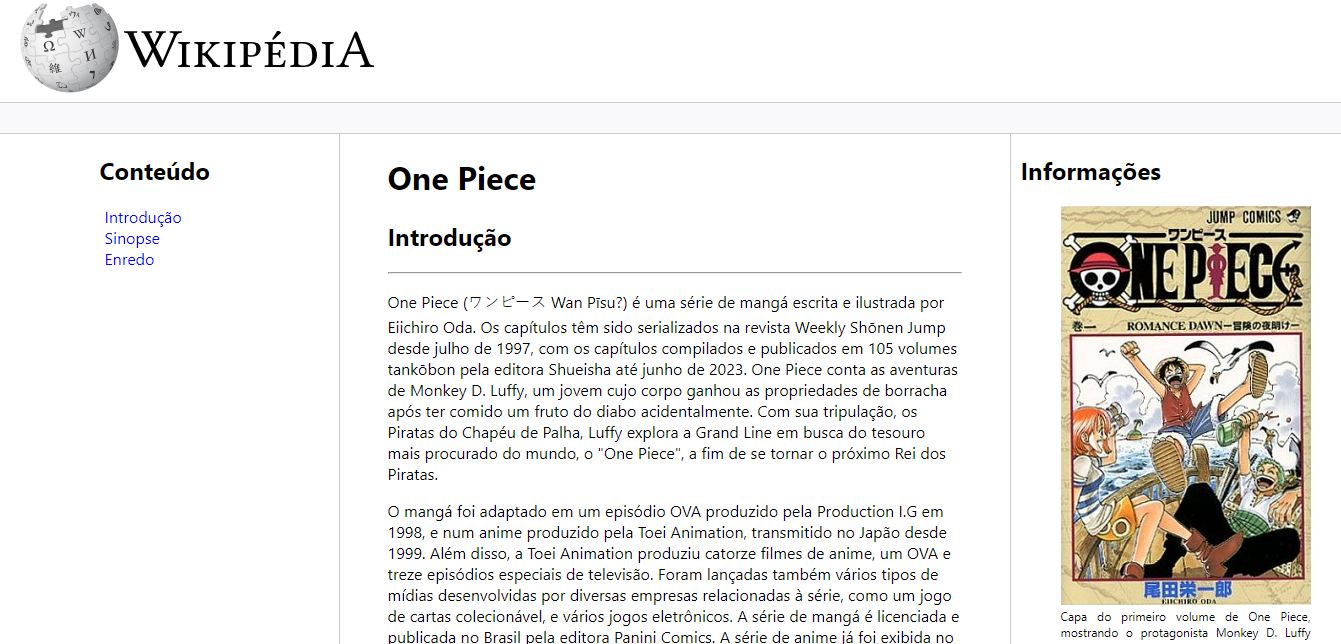 WIKIPÉDIA
Conteúdo
Introdução
Sinopse
Enredo
One Piece
Introdução
One Piece (ワンピース Wan Pīsu?) é uma série de mangá escrita e ilustrada por
Eiichiro Oda. Os capítulos têm sido serializados na revista Weekly Shōnen Jump
desde julho de 1997, com os capítulos compilados e publicados em 105 volumes
tankōbon pela editora Shueisha até junho de 2023. One Piece conta as aventuras
de Monkey D. Luffy, um jovem cujo corpo ganhou as propriedades de borracha
após ter comido um fruto do diabo acidentalmente. Com sua tripulação, os
Piratas do Chapéu de Palha, Luffy explora a Grand Line em busca do tesouro
mais procurado do mundo, o "One Piece", a fim de se tornar o próximo Rei dos
Piratas.
O mangá foi adaptado em um episódio OVA produzido pela Production I.G em
1998, e num anime produzido pela Toei Animation, transmitido no Japão desde
1999. Além disso, a Toei Animation produziu catorze filmes de anime, um OVA e
treze episódios especiais de televisão. Foram lançadas também vários tipos de
mídias desenvolvidas por diversas empresas relacionadas à série, como um jogo
de cartas colecionável, e vários jogos eletrônicos. A série de mangá é licenciada e
publicada no Brasil pela editora Panini Comics. A série de anime já foi exibida no
Informações
JUMP COMICS
ワンピース
ONE PIECE
巻一
ROMANCE DAWN—冒険の夜明け—
尾田栄一郎
EIICHIRO ODA
Capa do primeiro volume de One Piece,
mostrando o protagonista Monkey D. Luffy